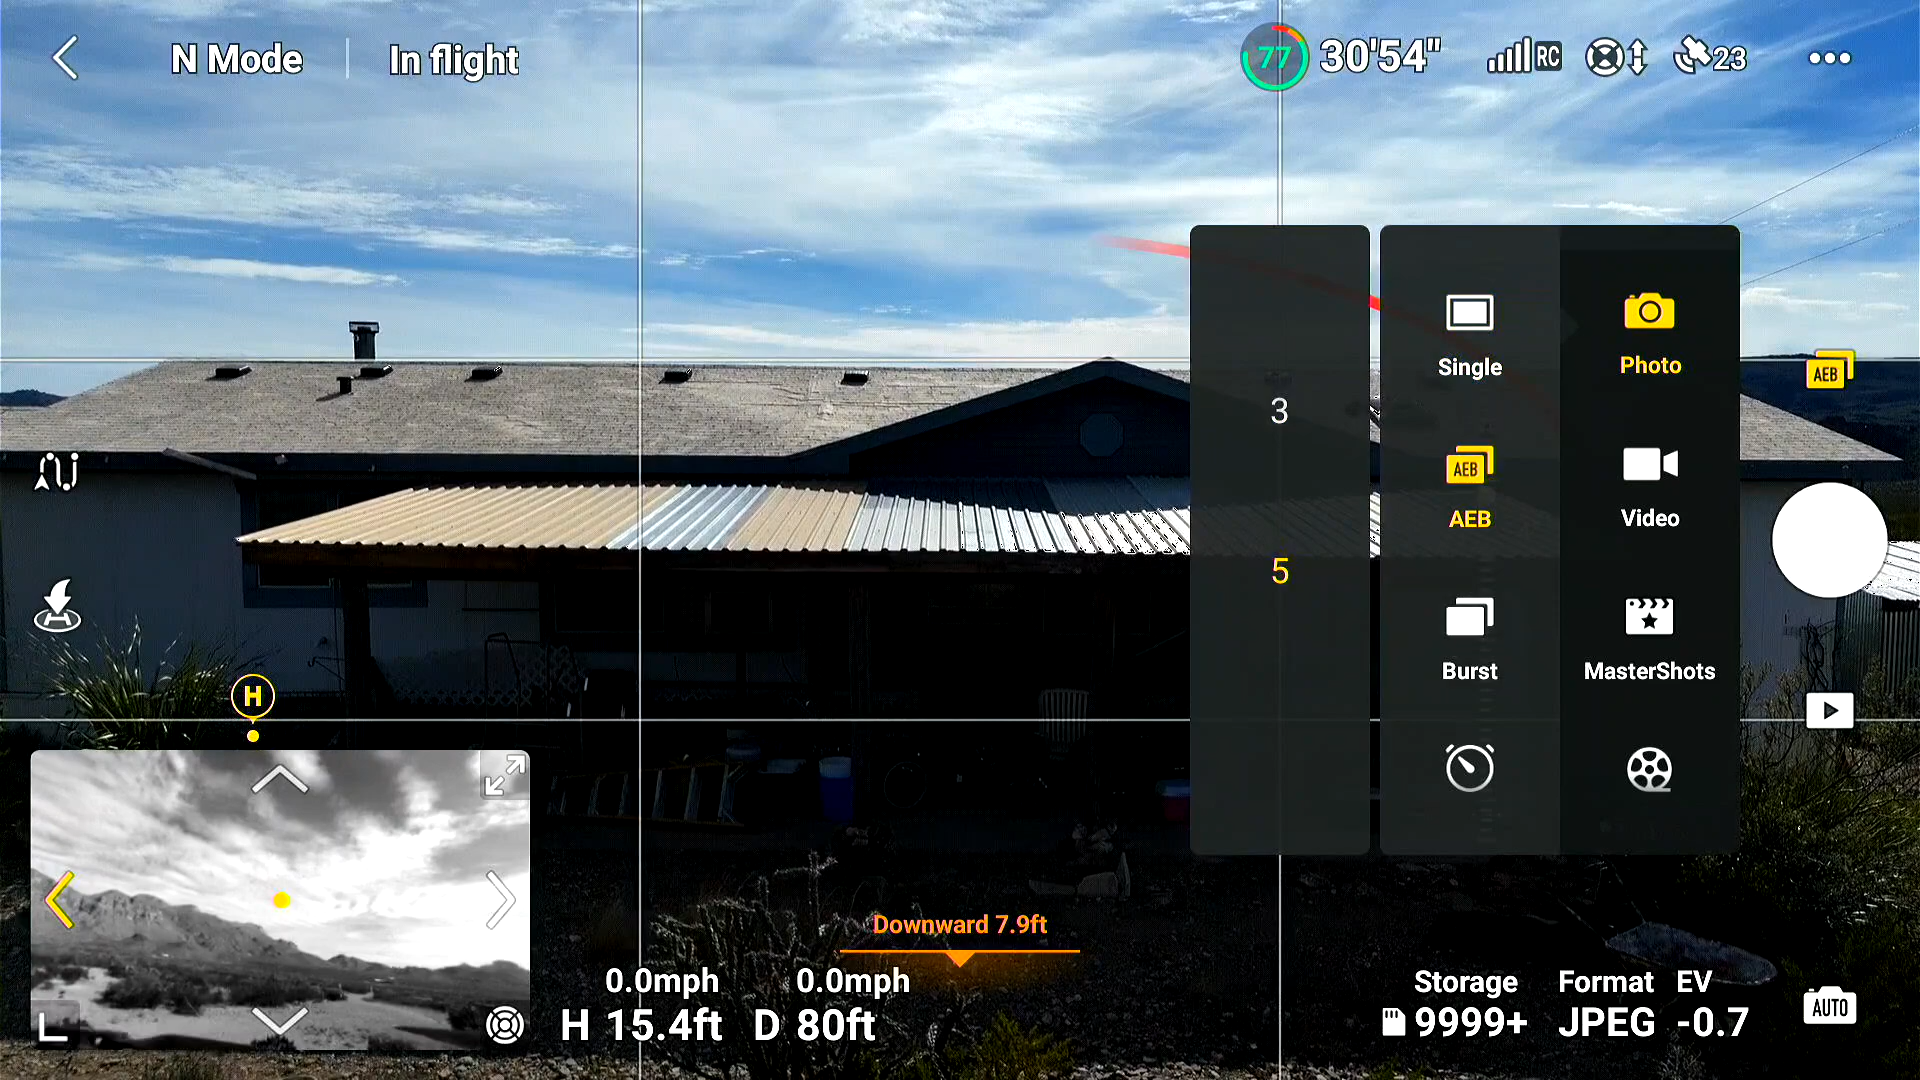 N Mode
In flight
77
30'54"
RC
23
Single
Photo
AEB
3
AEB
AEB
Video
5
Burst
MasterShots
H
Downward 7.9ft
0.0mph
0.0mph
H 15.4ft
D 80ft
Storage
Format
EV
9999+
JPEG
-0.7
AUTO